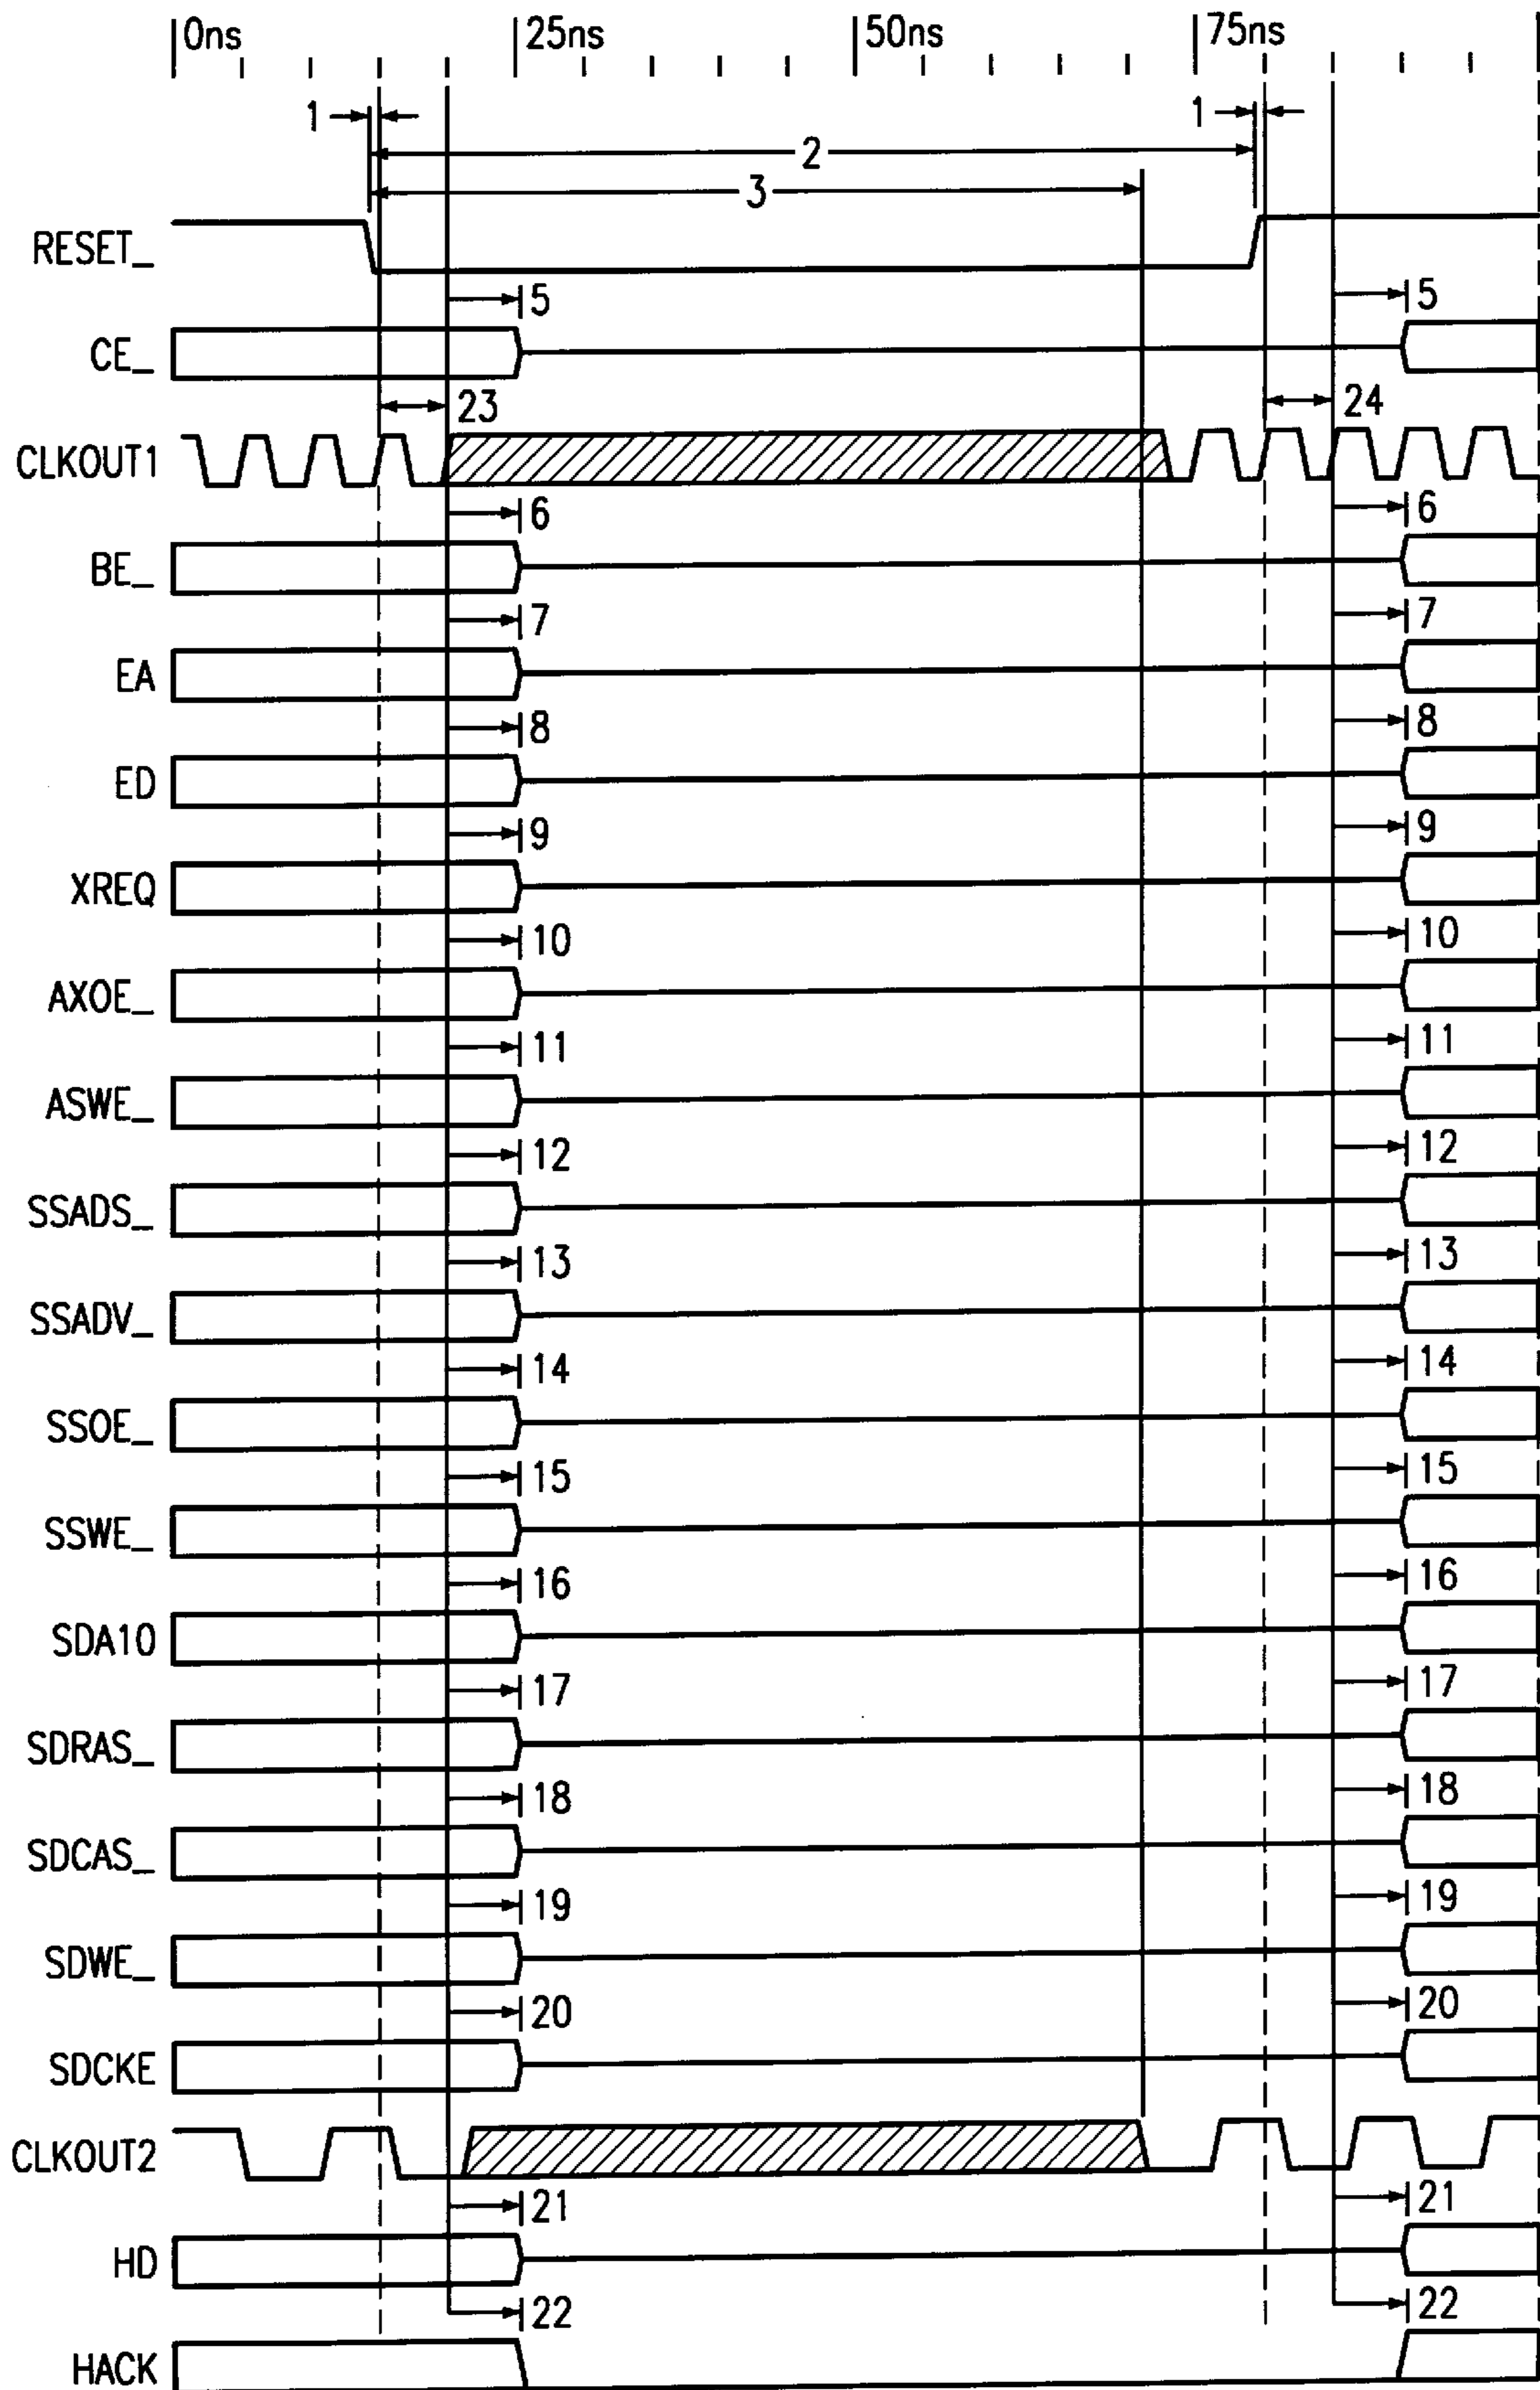 0ns 25ns 50ns 75ns
1 1
2
3
RESET_
5 5
CE_
23 24
CLKOUT1
6 6
BE_
7 7
EA
8 8
ED
9 9
XREQ
10 10
AXOE_
11 11
ASWE_
12 12
SSADS_
13 13
SSADV_
14 14
SSOE_
15 15
SSWE_
16 16
SDA10
17 17
SDRAS_
18 18
SDCAS_
19 19
SDWE_
20 20
SDCKE
CLKOUT2
21 21
HD
22 22
HACK